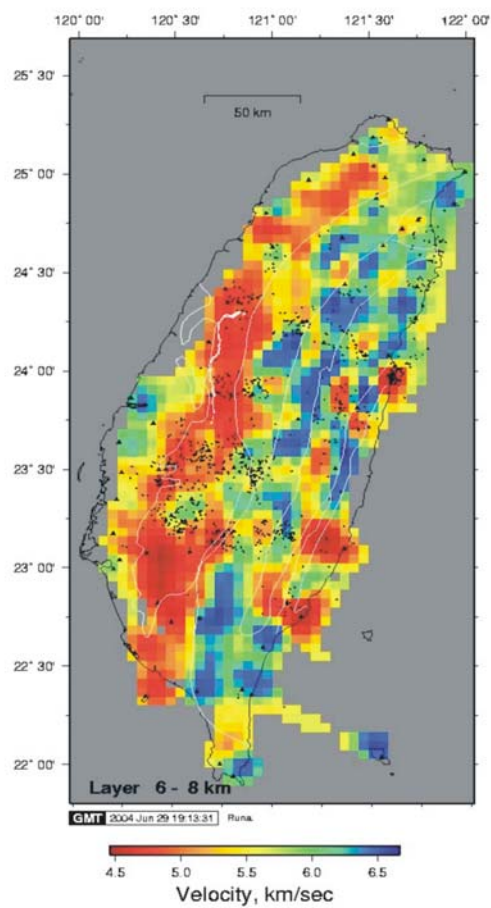 120° 00' 120° 30' 121° 00' 121° 30' 122° 00'
25° 30'
50 km
25° 00'
24° 30'
24° 00'
23° 30'
23° 00'
22° 30'
22° 00'
Layer 6 - 8 km
GMT 2004 Jun 29 19:13:31 Runa.
4.5 5.0 5.5 6.0 6.5
Velocity, km/sec